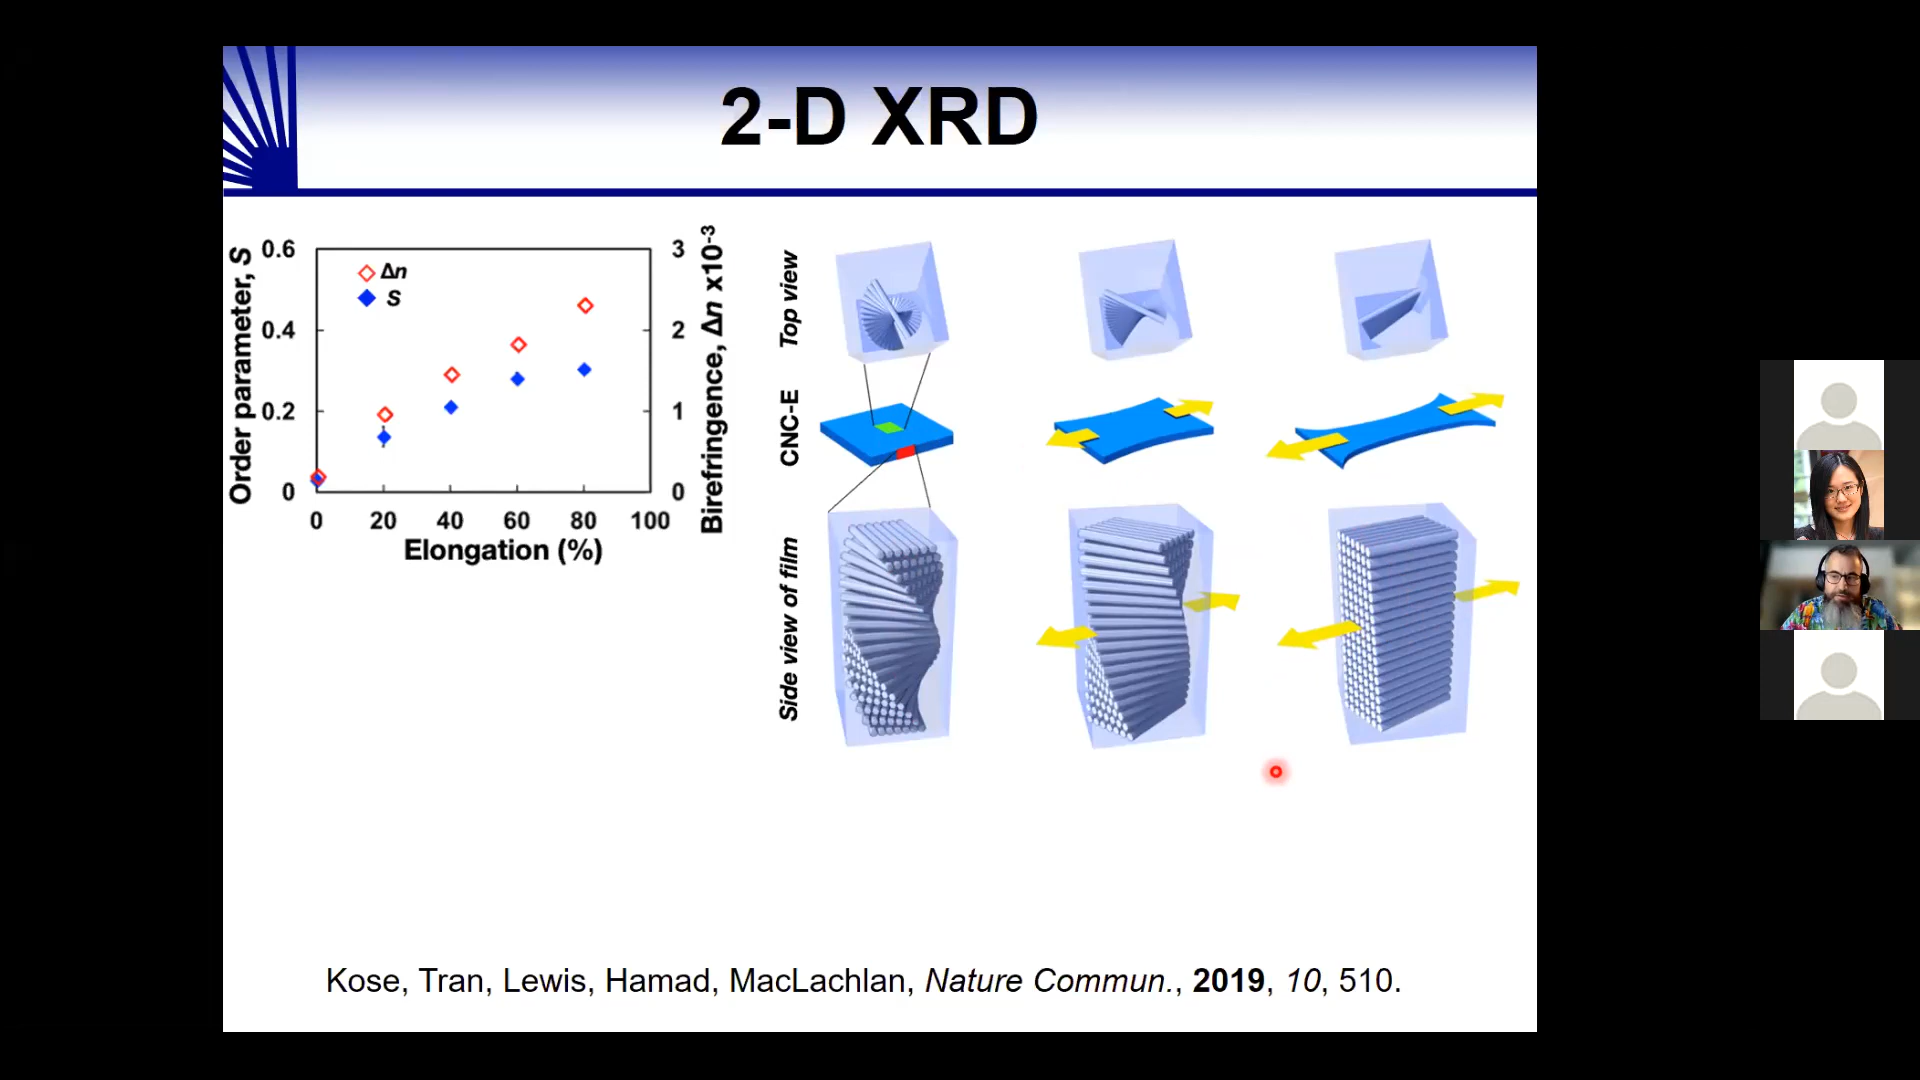 2-D XRD
Order parameter, S
0.6
0.4
0.2
0
Δn
S
3
2
1
0
Birefringence, Δn x10-3
0 20 40 60 80 100
Elongation (%)
Top view
CNC-E
Side view of film
Kose, Tran, Lewis, Hamad, MacLachlan, Nature Commun., 2019, 10, 510.